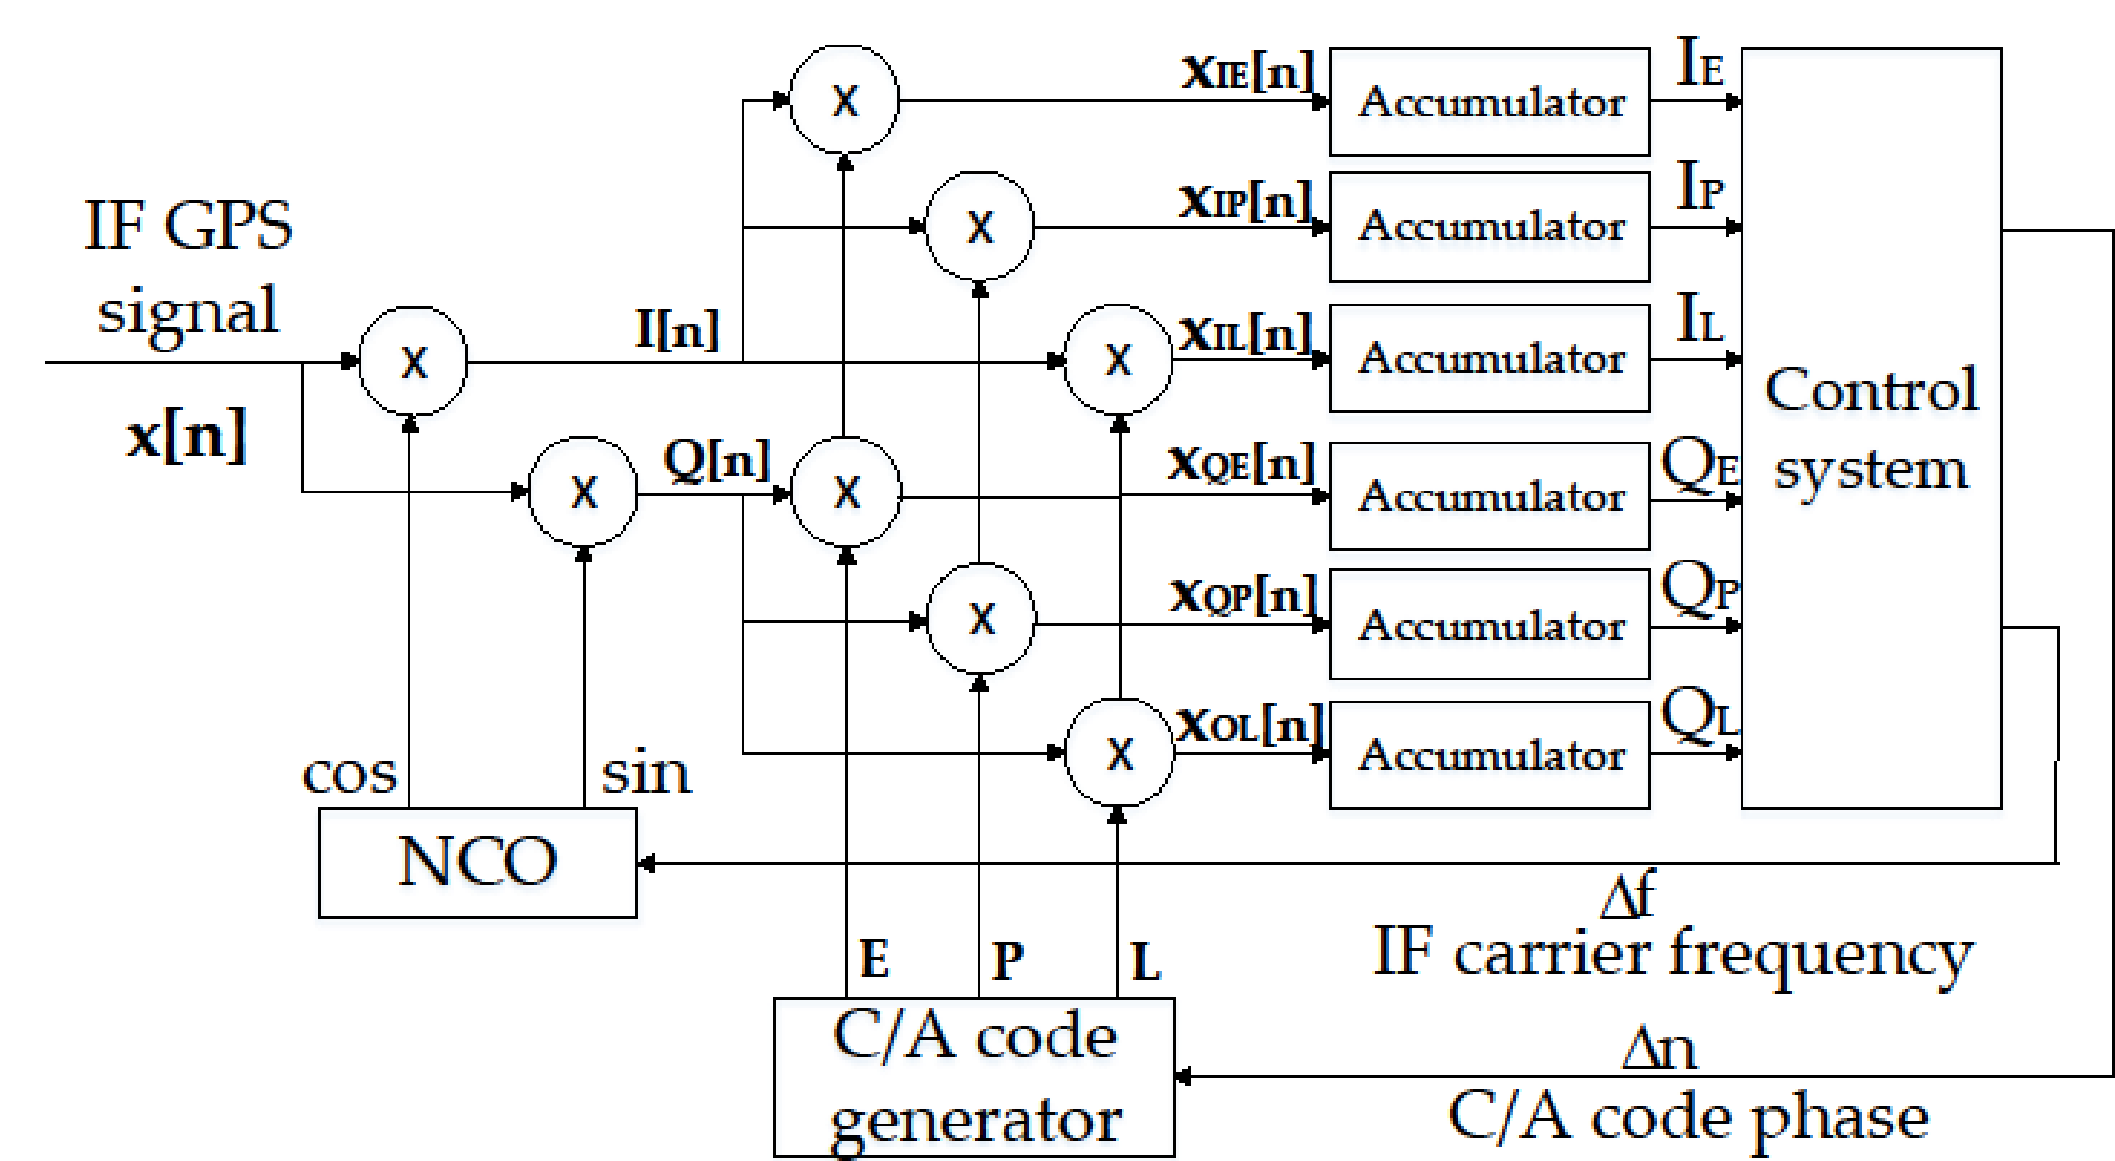 IF GPS
signal
x[n]
X
X
I[n]
Q[n]
X
X
X
X
X
X
xIE[n]
xIP[n]
xIL[n]
xQE[n]
xQP[n]
xOL[n]
Accumulator
Accumulator
Accumulator
Accumulator
Accumulator
Accumulator
IE
IP
IL
QE
QP
QL
Control
system
cos
sin
NCO
Δf
IF carrier frequency
E
P
L
C/A code
generator
Δn
C/A code phase